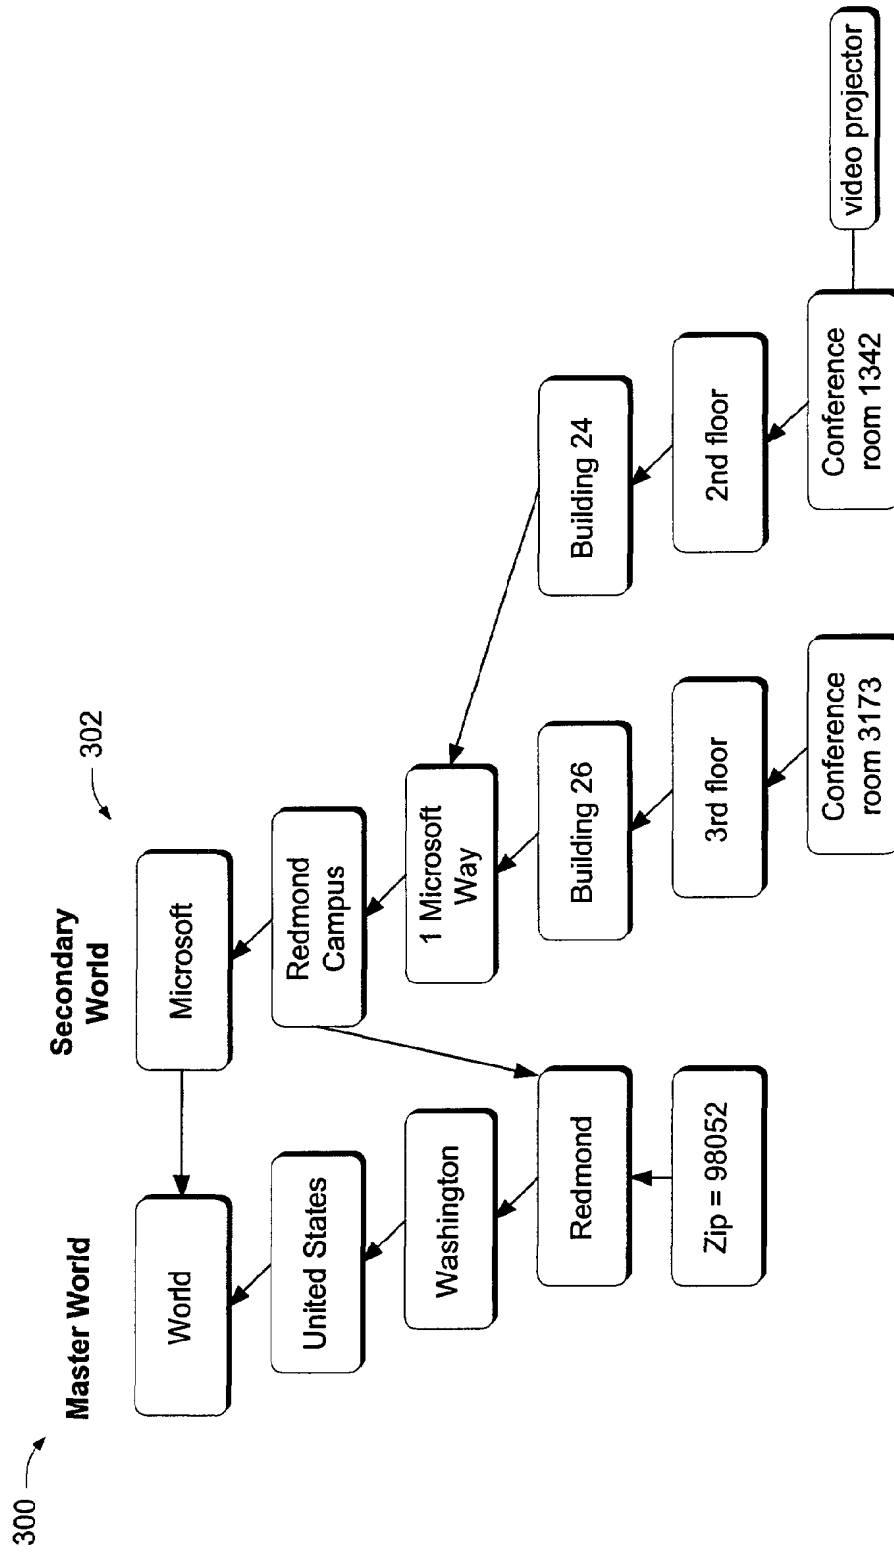 300
Master World
World
United States
Washington
Redmond
Zip = 98052
Secondary
World
302
Microsoft
Redmond
Campus
1 Microsoft
Way
Building 26
3rd floor
Conference
room 3173
Building 24
2nd floor
Conference
room 1342
video projector